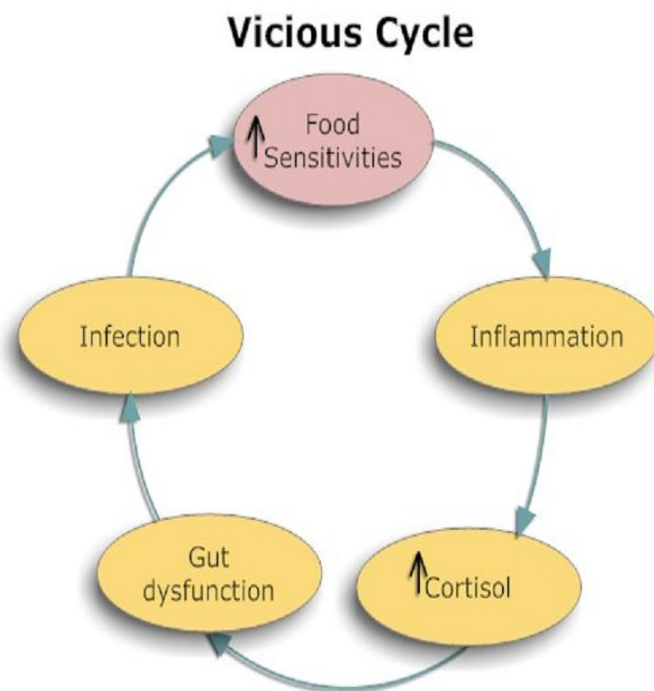 Vicious Cycle
↑ Food
Sensitivities
Inflammation
↑Cortisol
Gut
dysfunction
Infection